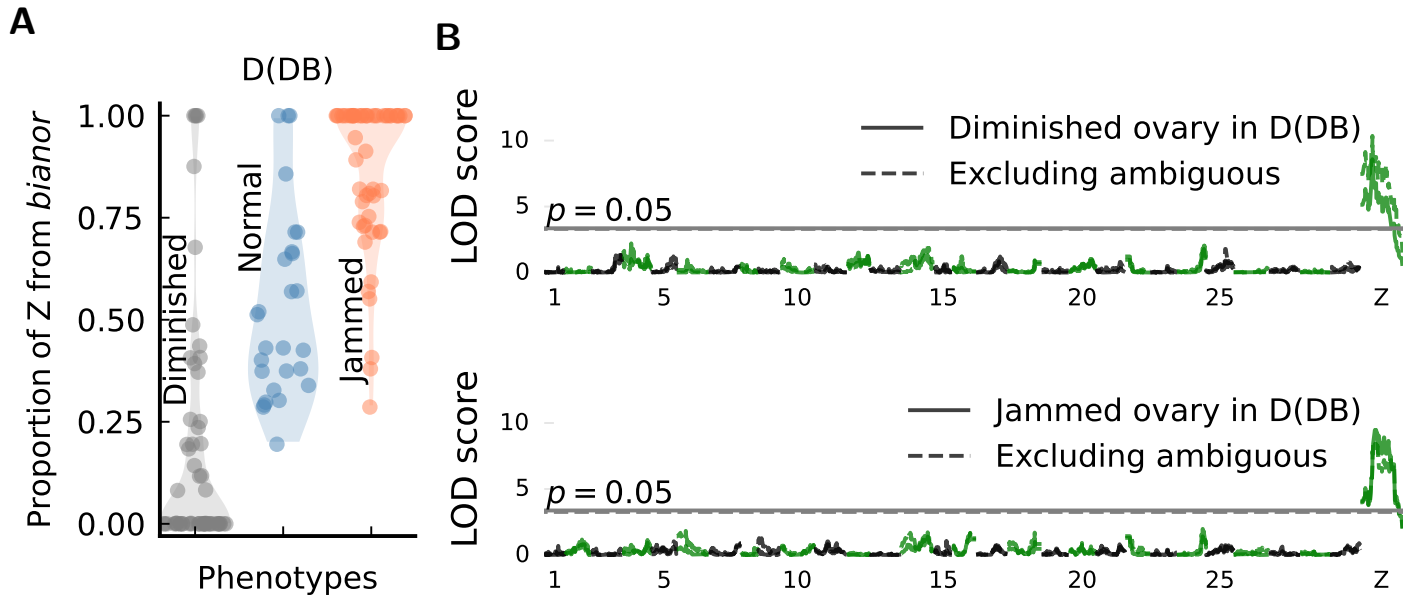 A
D(DB)
Proportion of Z from bianor
1.00
0.75
0.50
0.25
0.00
Diminished
Normal
Jammed
Phenotypes
B
LOD score
10
5
0
Diminished ovary in D(DB)
Excluding ambiguous
p = 0.05
1 5 10 15 20 25 Z
LOD score
10
5
0
Jammed ovary in D(DB)
Excluding ambiguous
p = 0.05
1 5 10 15 20 25 Z